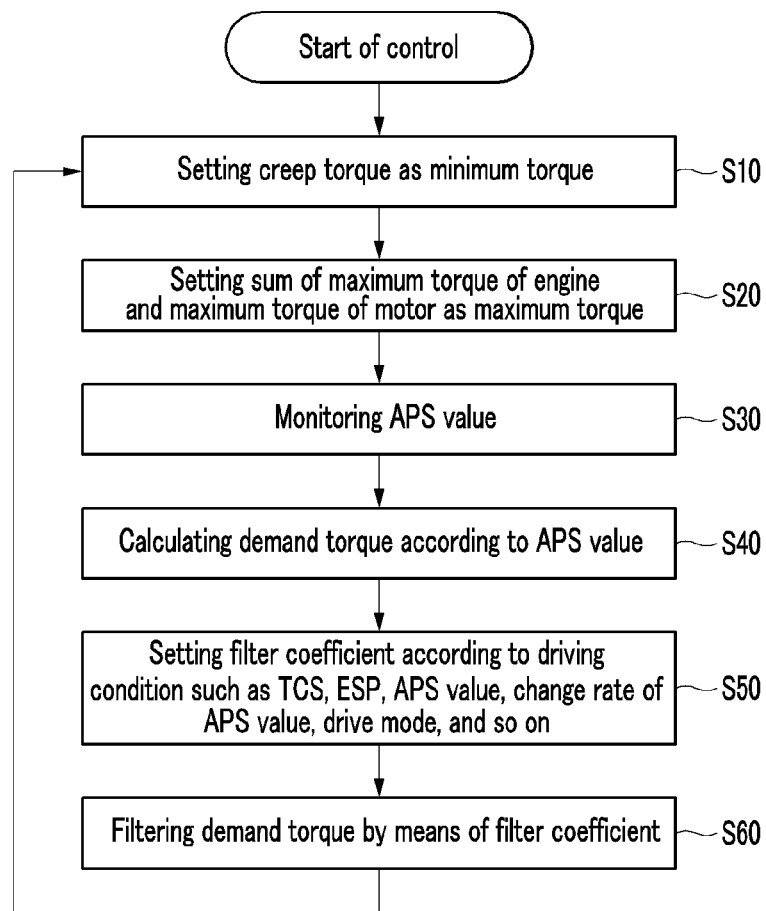 Start of control
Setting creep torque as minimum torque
S10
Setting sum of maximum torque of engine
and maximum torque of motor as maximum torque
S20
Monitoring APS value
S30
Calculating demand torque according to APS value
S40
Setting filter coefficient according to driving
condition such as TCS, ESP, APS value, change rate of
APS value, drive mode, and so on
S50
Filtering demand torque by means of filter coefficient
S60